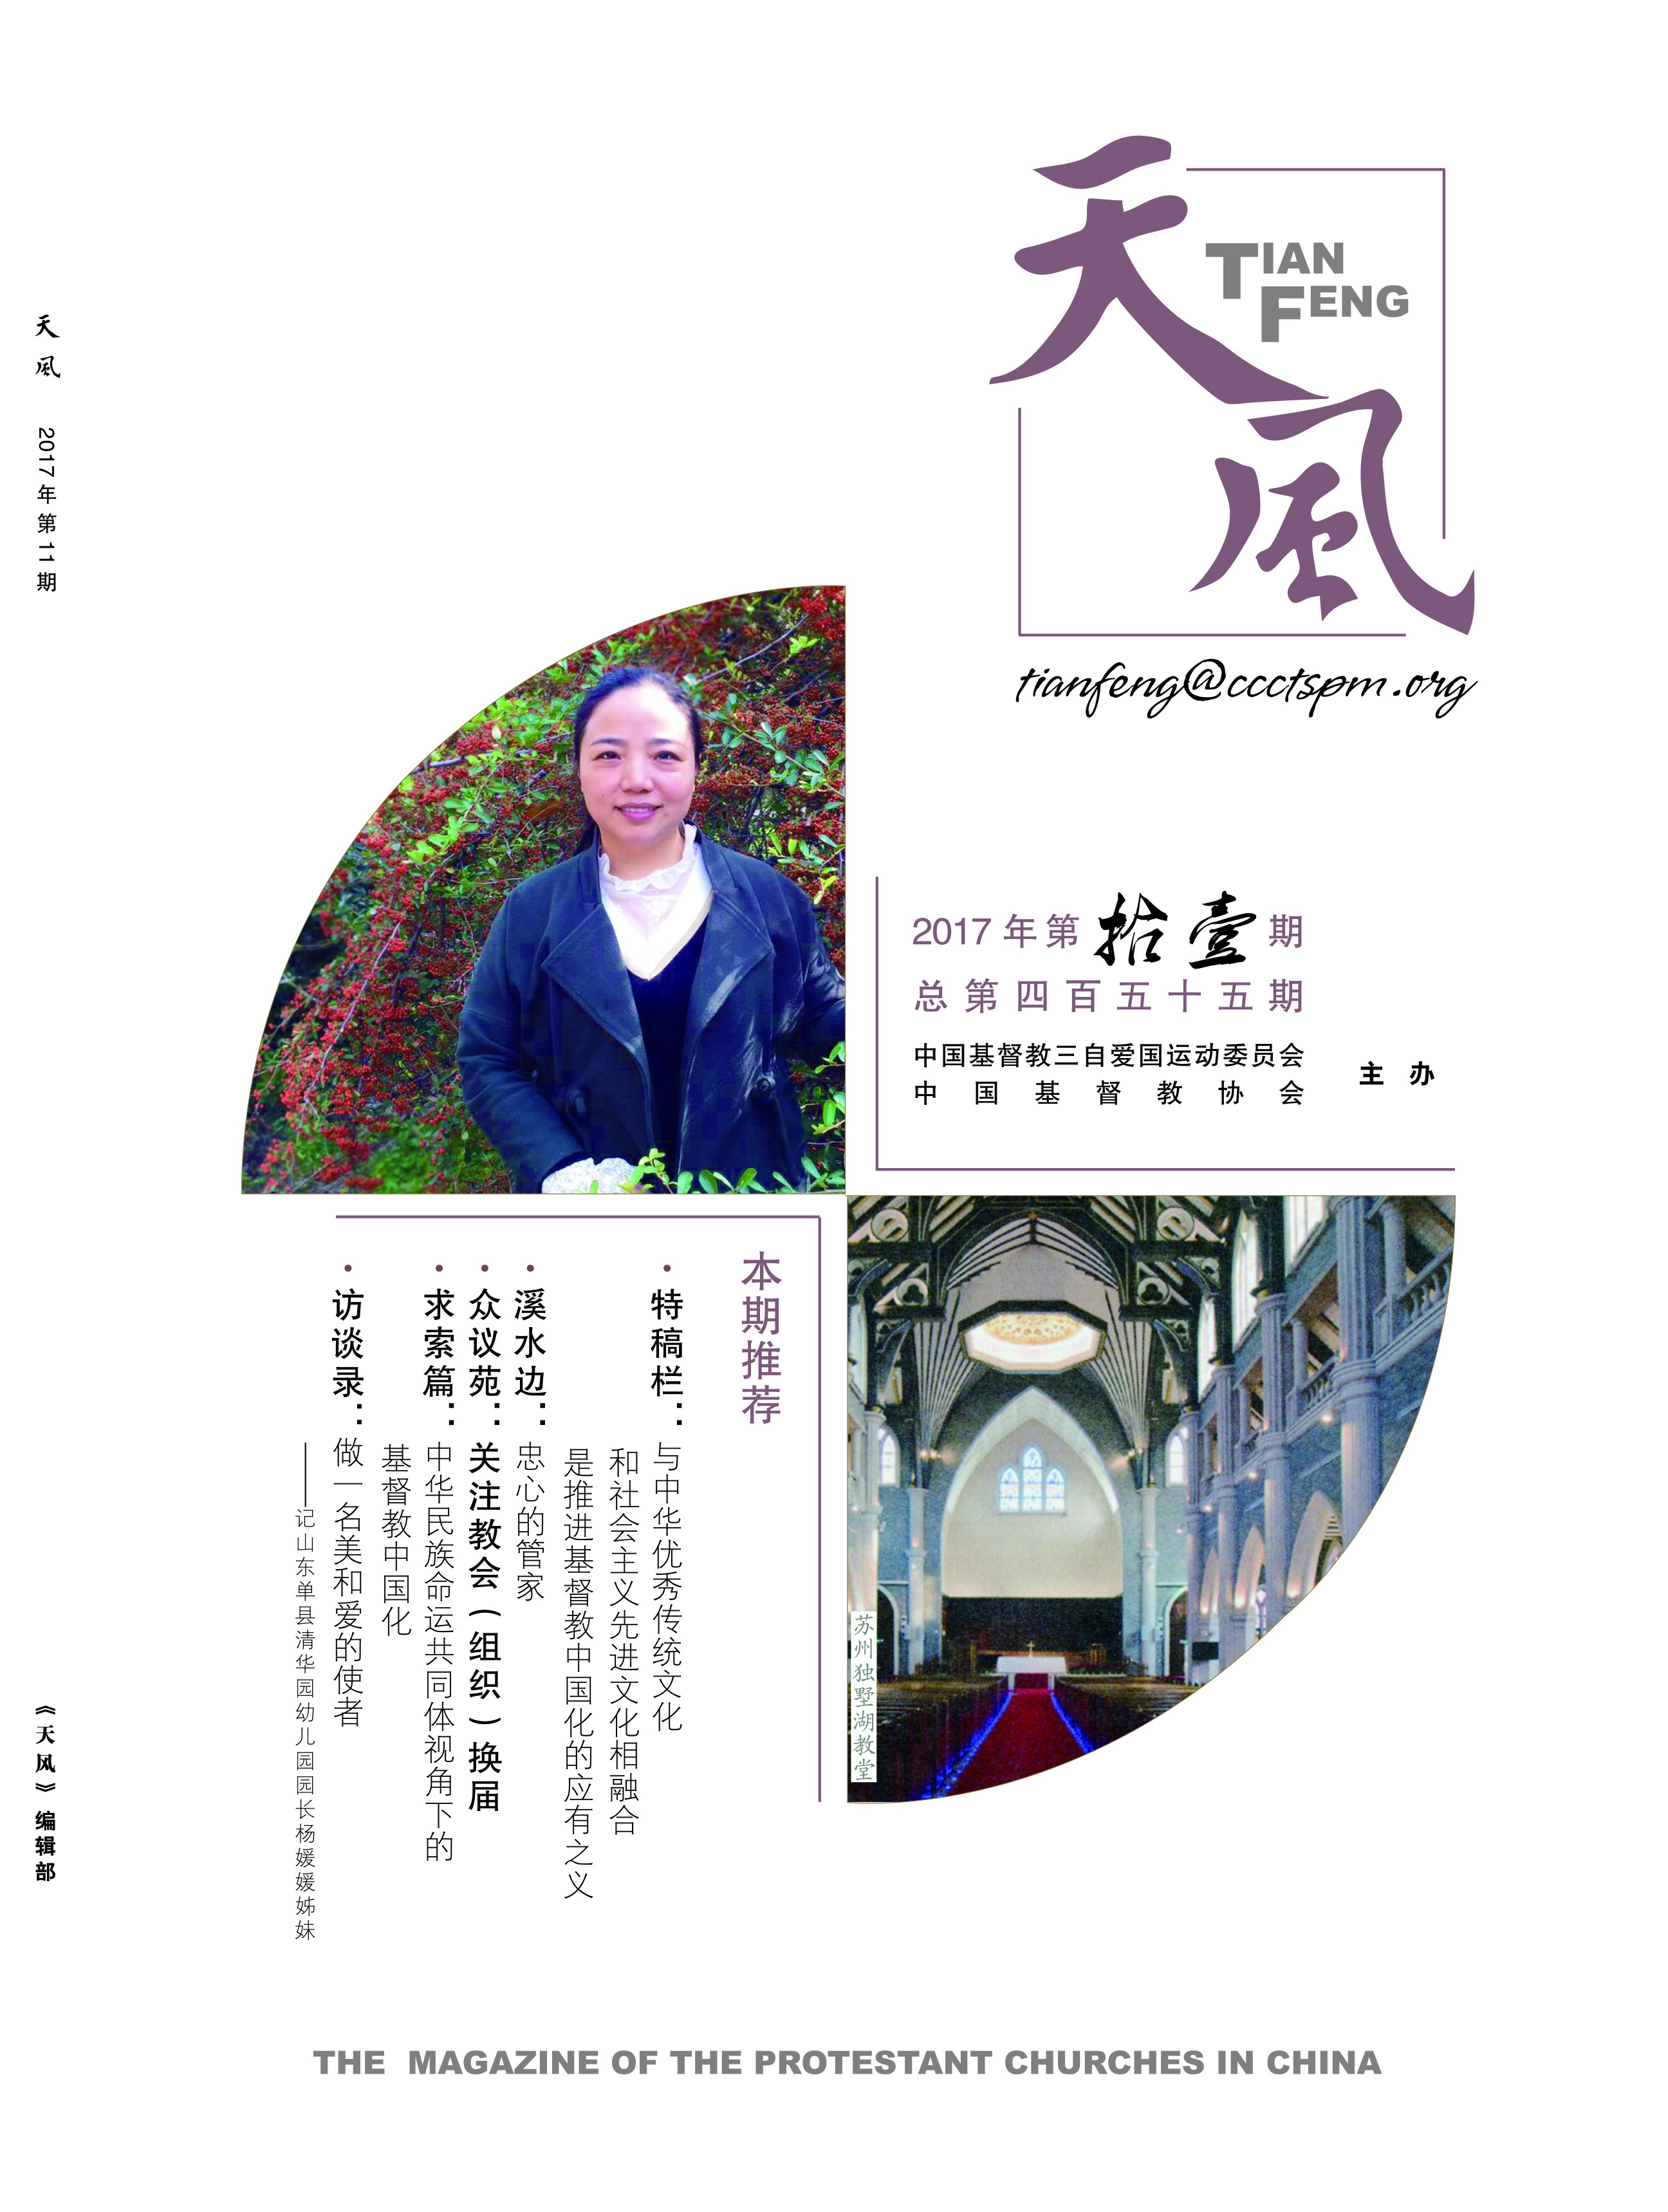 天風
TIAN
FENG
tianfeng@ccctspm.org
天風 2017年第11期
《天风》编辑部
2017年第拾壹期
总第四百五十五期
中国基督教三自爱国运动委员会
中国基督教协会
主办
本期推荐
·特稿栏：与中华优秀传统文化
和社会主义先进文化相融合
是推进基督教中国化的应有之义
·溪水边：忠心的管家
·众议苑：关注教会(组织)换届
·求索篇：中华民族命运共同体视角下的
基督教中国化
·访谈录：做一名美和爱的使者
——记山东单县清华园幼儿园园长杨媛媛姊妹
苏州独墅湖教堂
THE MAGAZINE OF THE PROTESTANT CHURCHES IN CHINA